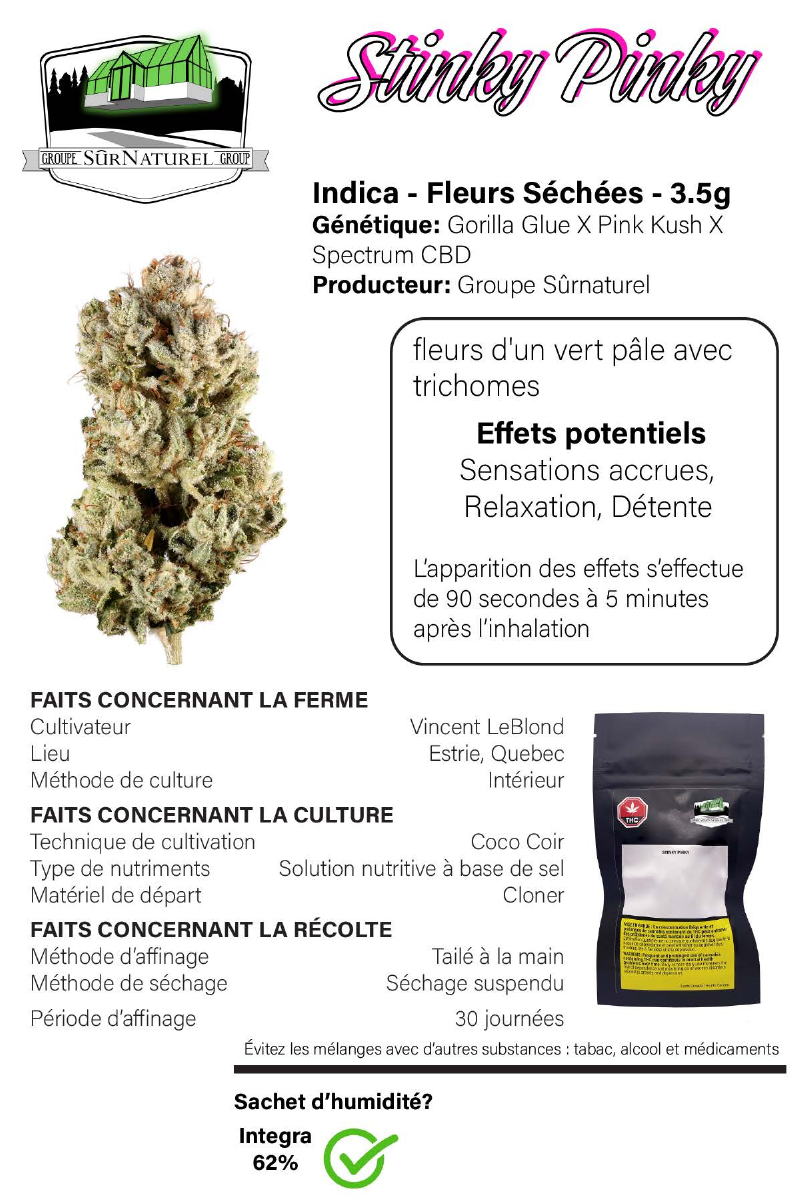 Stinky Pinky
GROUPE SÛRNATUREL GROUP
Indica - Fleurs Séchées - 3.5g
Génétique: Gorilla Glue X Pink Kush X
Spectrum CBD
Producteur: Groupe Sûrnaturel
fleurs d'un vert pâle avec
trichomes
Effets potentiels
Sensations accrues,
Relaxation, Détente
L'apparition des effets s'effectue
de 90 secondes à 5 minutes
après l'inhalation
FAITS CONCERNANT LA FERME
Cultivateur Vincent LeBlond
Lieu Estrie, Quebec
Méthode de culture Intérieur
FAITS CONCERNANT LA CULTURE
Technique de cultivation Coco Coir
Type de nutriments Solution nutritive à base de sel
Matériel de départ Cloner
FAITS CONCERNANT LA RÉCOLTE
Méthode d'affinage Tailé à la main
Méthode de séchage Séchage suspendu
Période d'affinage 30 journées
THC
STINKY PINKY
Évitez les mélanges avec d'autres substances : tabac, alcool et médicaments
Sachet d'humidité?
Integra
62%